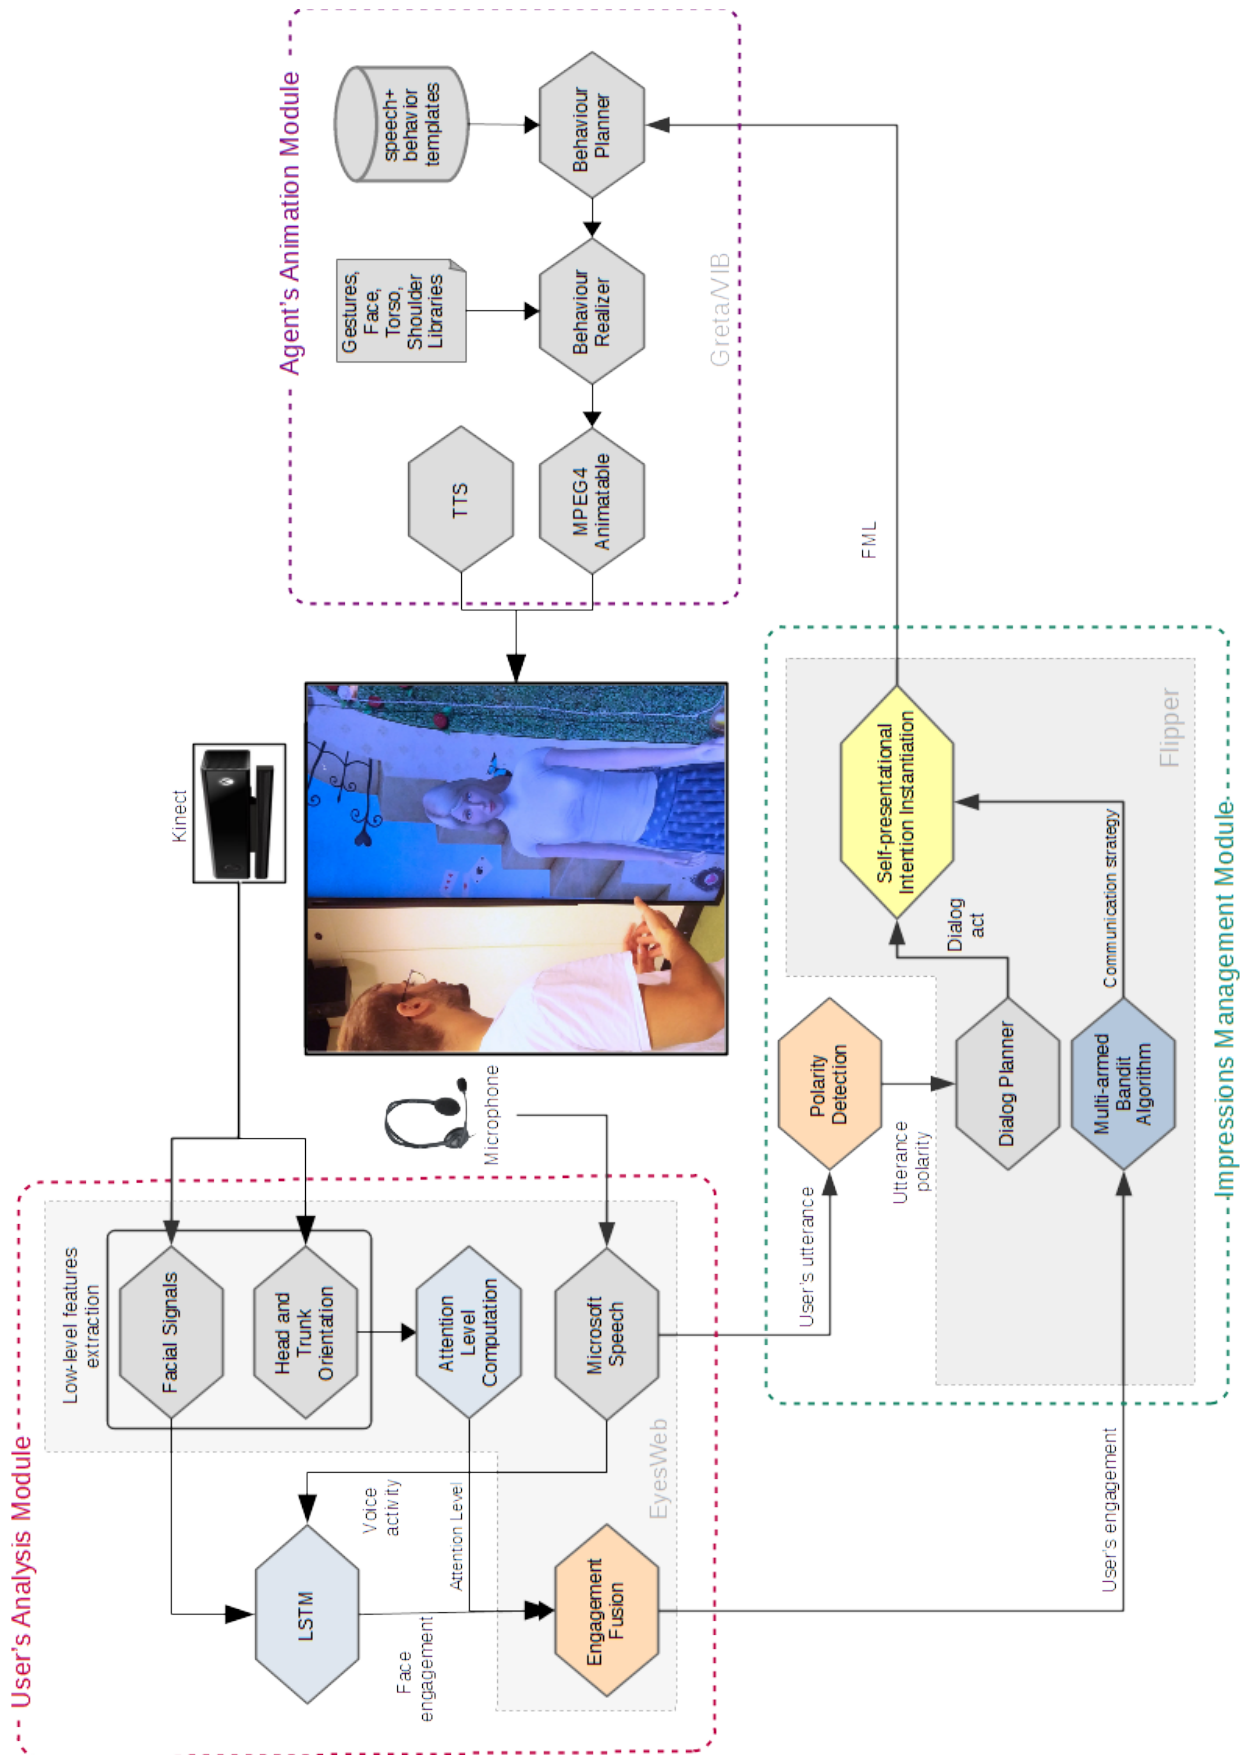 User's Analysis Module
Low-level features
extraction
Facial Signals
Head and
Trunk
Orientation
Attention
Level
Computation
Microsoft
Speech
LSTM
Voice
activity
Attention Level
Face
engagement
Engagement
Fusion
EyesWeb
Kinect
Microphone
Agent's Animation Module
speech+
behavior
templates
Behaviour
Planner
Gestures,
Face,
Torso,
Shoulder
Libraries
Behaviour
Realizer
TTS
MPEG4
Animatable
Greta/VIB
FML
User's utterance
Polarity
Detection
Utterance
polarity
Dialog Planner
Dialog
act
Self-presentational
Intention Instantiation
Multi-armed
Bandit
Algorithm
Communication strategy
User's engagement
Flipper
Impressions Management Module